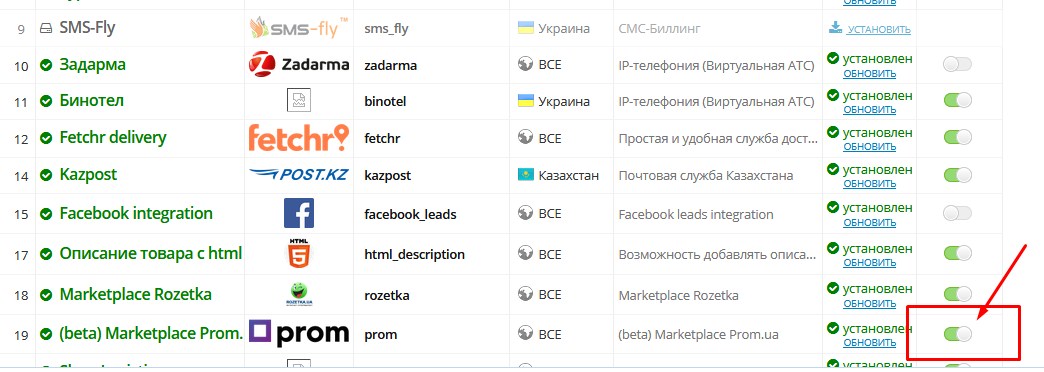 9 SMS-Fly SMS-fly™ sms_fly Украина СМС-Биллинг УСТАНОВИТЬ
10 Задарма Zadarma zadarma ВСЕ IP-телефония (Виртуальная АТС) установлен
ОБНОВИТЬ
11 Бинотел binotel Украина IP-телефония (Виртуальная АТС) установлен
ОБНОВИТЬ
12 Fetchr delivery fetchr fetchr ВСЕ Простая и удобная служба дост... установлен
ОБНОВИТЬ
14 Kazpost POST.KZ kazpost Казахстан Почтовая служба Казахстана установлен
ОБНОВИТЬ
15 Facebook integration facebook_leads ВСЕ Facebook leads integration установлен
ОБНОВИТЬ
17 Описание товара с html HTML 5 html_description ВСЕ Возможность добавлять описа... установлен
ОБНОВИТЬ
18 Marketplace Rozetka ROZETKA.UA rozetka ВСЕ Marketplace Rozetka установлен
ОБНОВИТЬ
19 (beta) Marketplace Prom. prom prom ВСЕ (beta) Marketplace Prom.ua установлен
ОБНОВИТЬ